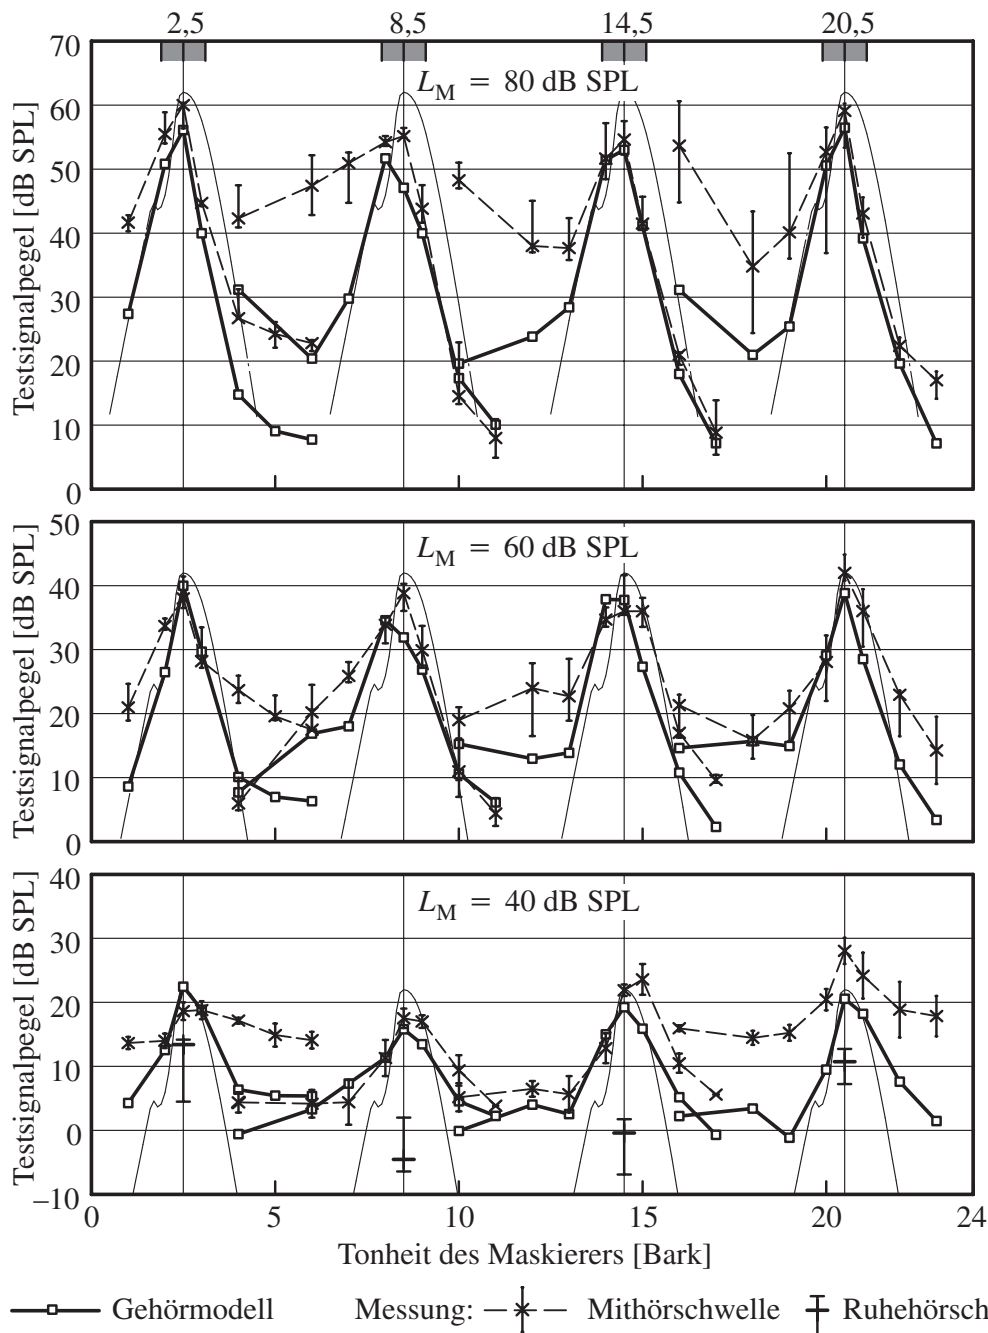 2,5 8,5 14,5 20,5
70
L_M = 80 dB SPL
60
50
40
30
20
10
0
Testsignalpegel [dB SPL]
50
L_M = 60 dB SPL
40
30
20
10
0
Testsignalpegel [dB SPL]
40
L_M = 40 dB SPL
30
20
10
0
–10
Testsignalpegel [dB SPL]
0 5 10 15 20 24
Tonheit des Maskierers [Bark]
Gehörmodell Messung: Mithörschwelle Ruhehörsch